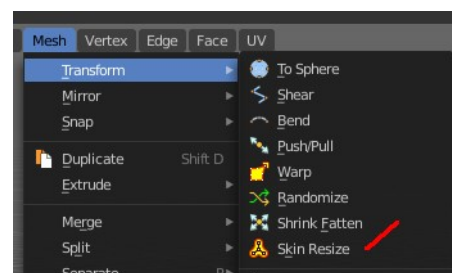 Mesh Vertex Edge Face UV
Transform
Mirror
Snap
Duplicate Shift D
Extrude
Merge
Split
Separate
To Sphere
Shear
Bend
Push/Pull
Warp
Randomize
Shrink Fatten
Skin Resize